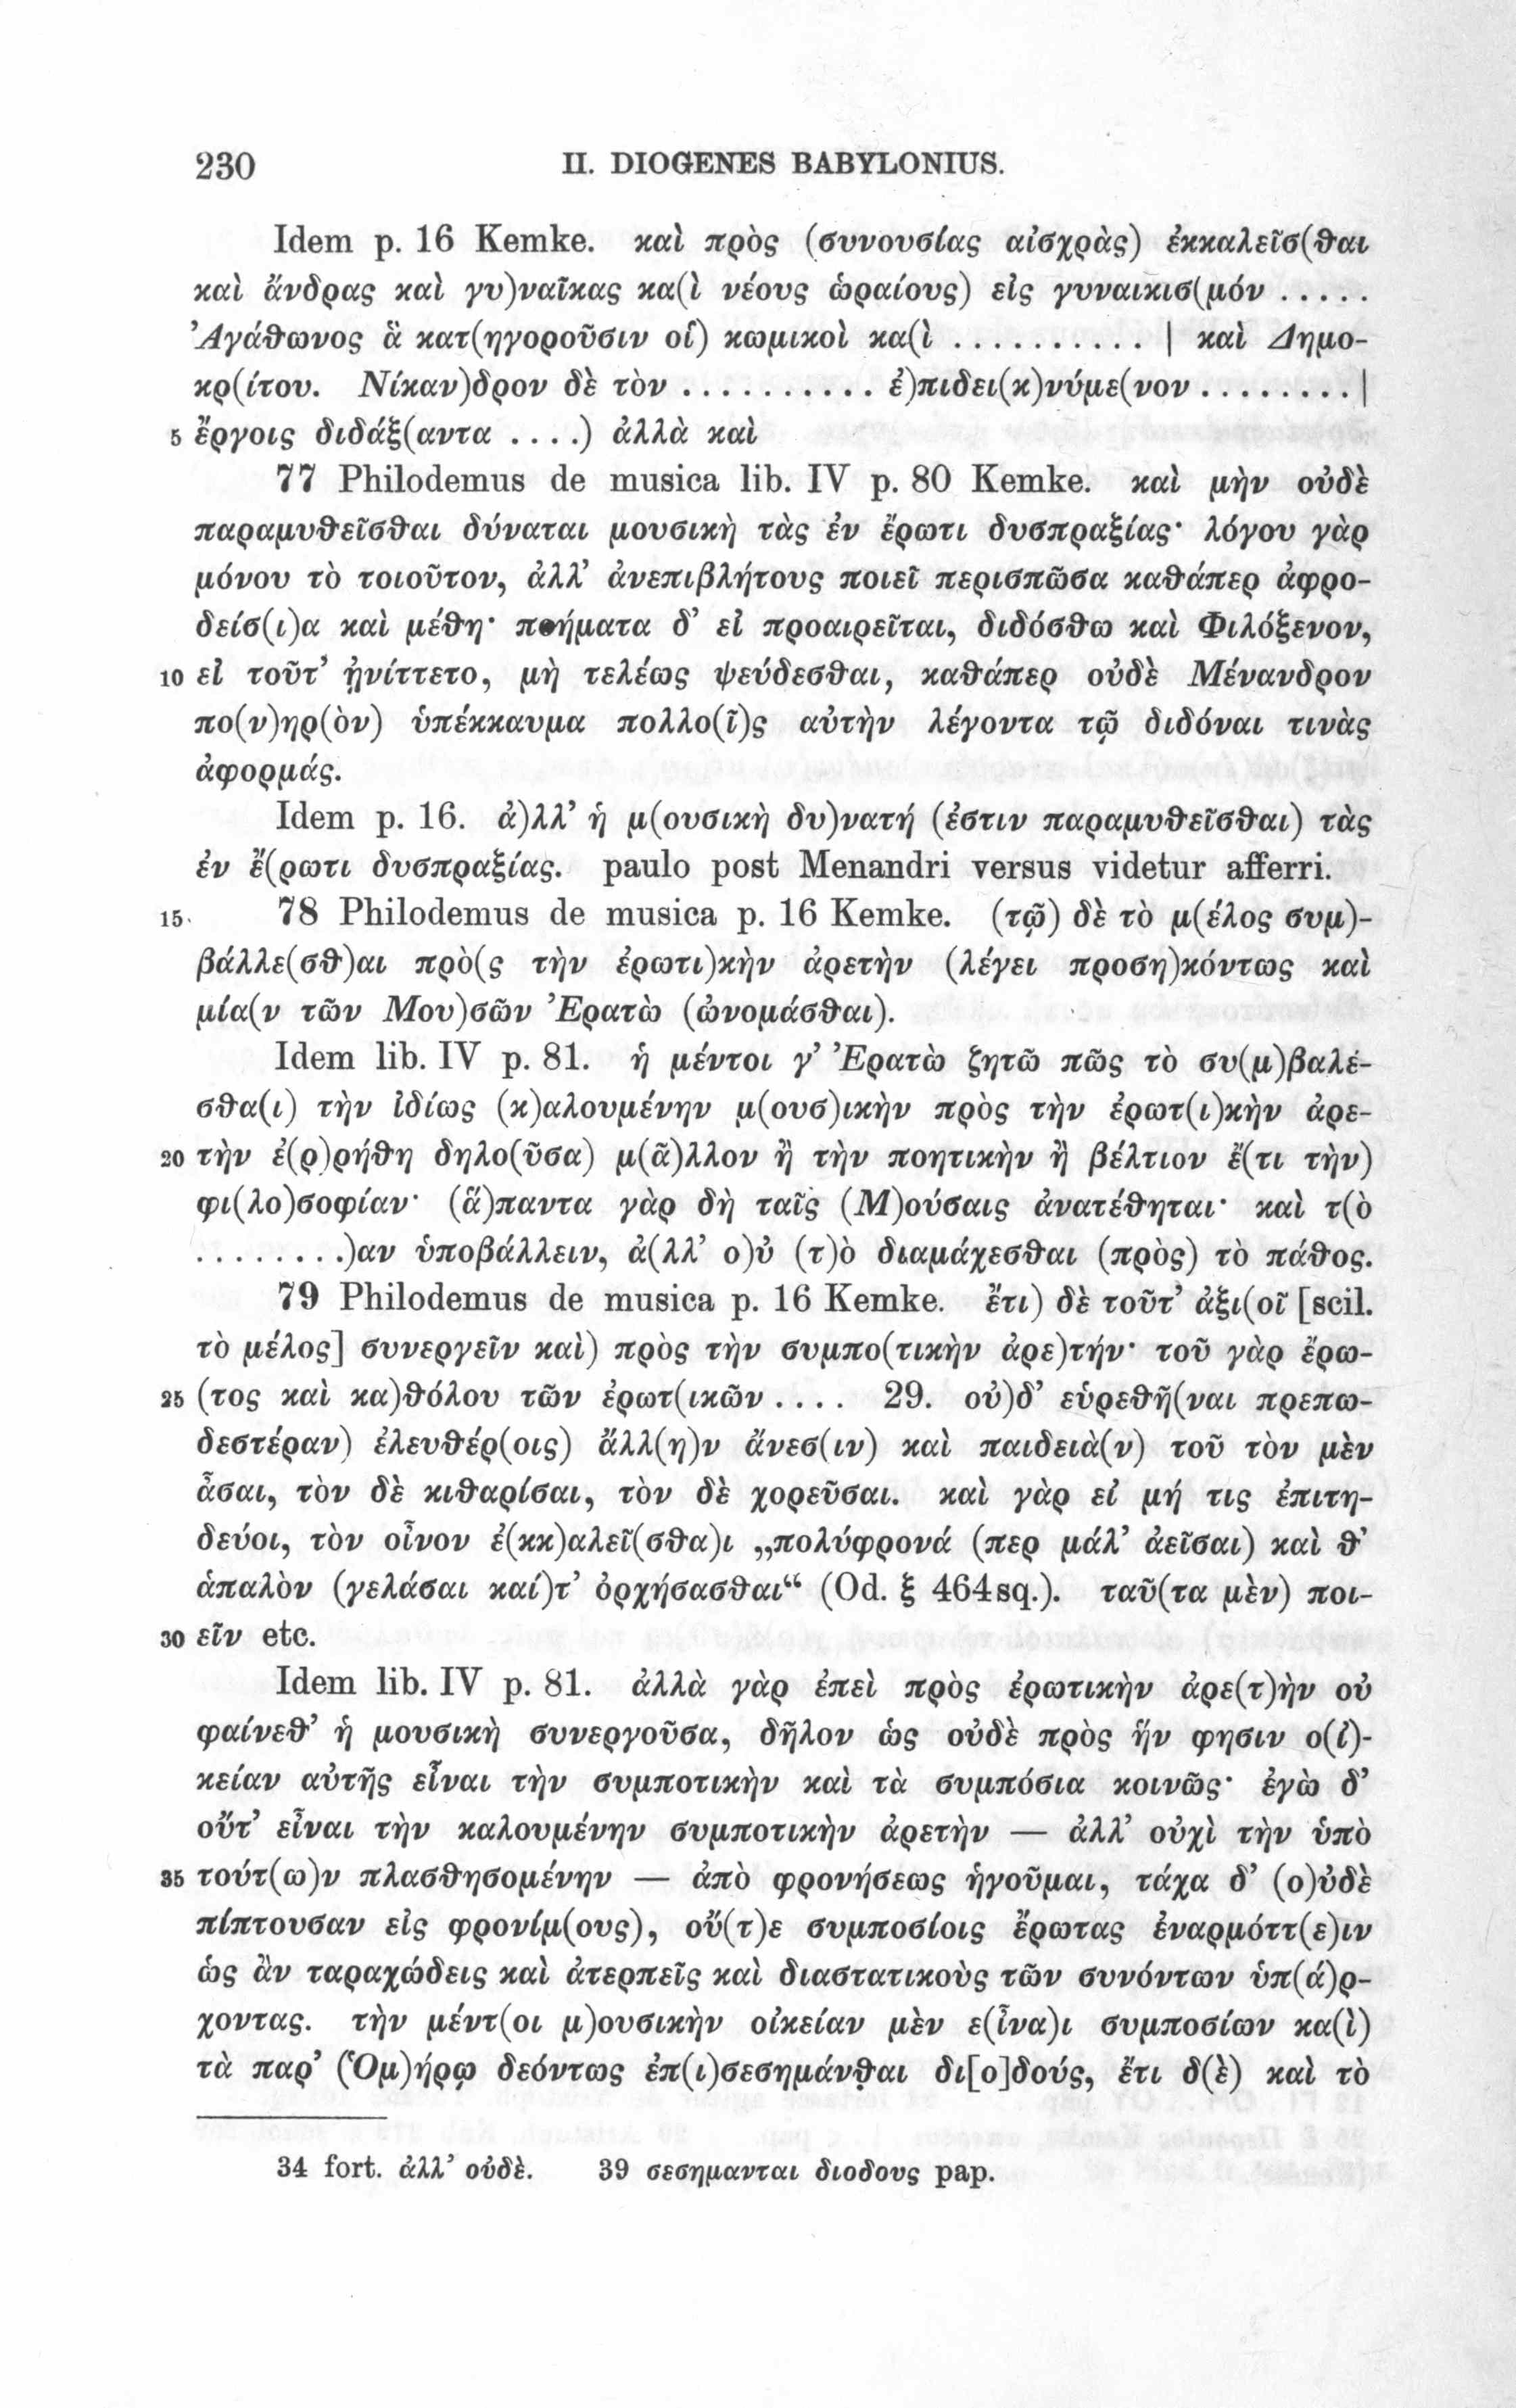 230
II. DIOGENES BABYLONIUS.
Idem p. 16 Kemke. καὶ πρὸς (συνουσίας αἰσχρὰς) ἐκκαλεῖσ(θαι
καὶ ἄνδρας καὶ γυ)ναῖκας κα(ὶ νέους ὡραίους) εἰς γυναικισ(μόν .....
Ἀγάθωνος ἃ κατ(ηγοροῦσιν οἱ) κωμικοὶ κα(ὶ .......... | καὶ Δημο-
κρ(ίτου. Νίκαν)δρον δὲ τὸν .......... ἐ)πιδει(κ)νύμε(νον ........ |
5 ἔργοις διδάξ(αντα ....) ἀλλὰ καὶ
77 Philodemus de musica lib. IV p. 80 Kemke. καὶ μὴν οὐδὲ
παραμυθεῖσθαι δύναται μουσικὴ τὰς ἐν ἔρωτι δυσπραξίας· λόγου γὰρ
μόνου τὸ τοιοῦτον, ἀλλ’ ἀνεπιβλήτους ποιεῖ περισπῶσα καθάπερ ἀφρο-
δείσ(ι)α καὶ μέθη· ποήματα δ’ εἰ προαιρεῖται, διδόσθω καὶ Φιλόξενον,
10 εἰ τοῦτ’ ᾐνίττετο, μὴ τελέως ψεύδεσθαι, καθάπερ οὐδὲ Μένανδρον
πο(ν)ηρ(ὸν) ὑπέκκαυμα πολλο(ῖ)ς αὐτὴν λέγοντα τῷ διδόναι τινὰς
ἀφορμάς.
Idem p. 16. ἀ)λλ’ ἡ μ(ουσικὴ δυ)νατή (ἐστιν παραμυθεῖσθαι) τὰς
ἐν ἔ(ρωτι δυσπραξίας. paulo post Menandri versus videtur afferri.
15 78 Philodemus de musica p. 16 Kemke. (τῷ) δὲ τὸ μ(έλος συμ)-
βάλλε(σθ)αι πρὸ(ς τὴν ἐρωτι)κὴν ἀρετὴν (λέγει προση)κόντως καὶ
μία(ν τῶν Μου)σῶν Ἐρατὼ (ὠνομάσθαι).
Idem lib. IV p. 81. ἡ μέντοι γ’ Ἐρατὼ ζητῶ πῶς τὸ συ(μ)βαλέ-
σθα(ι) τὴν ἰδίως (κ)αλουμένην μ(ουσ)ικὴν πρὸς τὴν ἐρωτ(ι)κὴν ἀρε-
20 τὴν ἐ(ρ)ρήθη δηλο(ῦσα) μ(ᾶ)λλον ἢ τὴν ποητικὴν ἢ βέλτιον ἔ(τι τὴν)
φι(λο)σοφίαν· (ἅ)παντα γὰρ δὴ ταῖς (Μ)ούσαις ἀνατέθηται· καὶ τ(ὸ
........)αν ὑποβάλλειν, ἀ(λλ’ ο)ὐ (τ)ὸ διαμάχεσθαι (πρὸς) τὸ πάθος.
79 Philodemus de musica p. 16 Kemke. ἔτι) δὲ τοῦτ’ ἀξι(οῖ [scil.
τὸ μέλος] συνεργεῖν καὶ) πρὸς τὴν συμπο(τικὴν ἀρε)τήν· τοῦ γὰρ ἔρω-
25 (τος καὶ κα)θόλου τῶν ἐρωτ(ικῶν .... 29. οὐ)δ’ εὑρεθῆ(ναι πρεπω-
δεστέραν) ἐλευθέρ(οις) ἄλλ(η)ν ἄνεσ(ιν) καὶ παιδειὰ(ν) τοῦ τὸν μὲν
ᾆσαι, τὸν δὲ κιθαρίσαι, τὸν δὲ χορεῦσαι. καὶ γὰρ εἰ μή τις ἐπιτη-
δεύοι, τὸν οἶνον ἐ(κκ)αλεῖ(σθα)ι „πολύφρονά (περ μάλ’ ἀεῖσαι) καὶ θ’
ἁπαλὸν (γελάσαι καί)τ’ ὀρχήσασθαι“ (Od. ξ 464 sq.). ταῦ(τα μὲν) ποι-
30 εῖν etc.
Idem lib. IV p. 81. ἀλλὰ γὰρ ἐπεὶ πρὸς ἐρωτικὴν ἀρε(τ)ὴν οὐ
φαίνεθ’ ἡ μουσικὴ συνεργοῦσα, δῆλον ὡς οὐδὲ πρὸς ἥν φησιν ο(ἰ)-
κείαν αὐτῆς εἶναι τὴν συμποτικὴν καὶ τὰ συμπόσια κοινῶς· ἐγὼ δ’
οὔτ’ εἶναι τὴν καλουμένην συμποτικὴν ἀρετὴν — ἀλλ’ οὐχὶ τὴν ὑπὸ
35 τούτ(ω)ν πλασθησομένην — ἀπὸ φρονήσεως ἡγοῦμαι, τάχα δ’ (ο)ὐδὲ
πίπτουσαν εἰς φρονίμ(ους), οὔ(τ)ε συμποσίοις ἔρωτας ἐναρμόττ(ε)ιν
ὡς ἂν ταραχώδεις καὶ ἀτερπεῖς καὶ διαστατικοὺς τῶν συνόντων ὑπ(ά)ρ-
χοντας. τὴν μέντ(οι μ)ουσικὴν οἰκείαν μὲν ε(ἶνα)ι συμποσίων κα(ὶ)
τὰ παρ’ (Ὁμ)ήρῳ δεόντως ἐπ(ι)σεσημάνθαι δι[ο]δούς, ἔτι δ(ὲ) καὶ τὸ
34 fort. ἀλλ’ οὐδὲ. 39 σεσημανται διοδους pap.